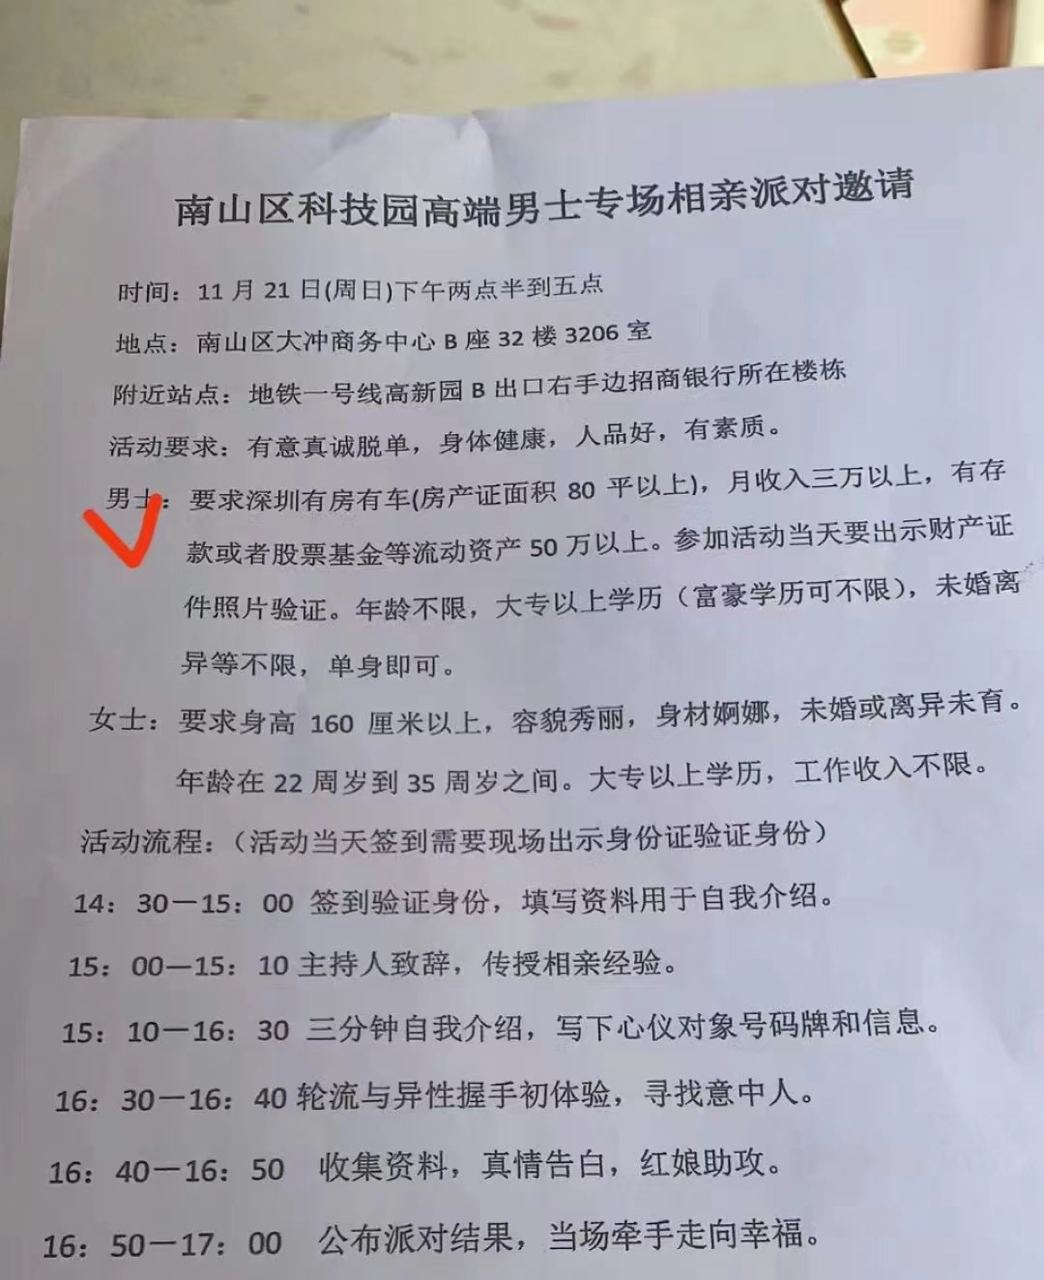 南山区科技园高端男士专场相亲派对邀请
时间：11 月 21 日(周日)下午两点半到五点
地点：南山区大冲商务中心 B 座 32 楼 3206 室
附近站点：地铁一号线高新园 B 出口右手边招商银行所在楼栋
活动要求：有意真诚脱单，身体健康，人品好，有素质。
男士：要求深圳有房有车(房产证面积 80 平以上)，月收入三万以上，有存
款或者股票基金等流动资产 50 万以上。参加活动当天要出示财产证
件照片验证。年龄不限，大专以上学历（富豪学历可不限），未婚离
异等不限，单身即可。
女士：要求身高 160 厘米以上，容貌秀丽，身材婀娜，未婚或离异未育。
年龄在 22 周岁到 35 周岁之间。大专以上学历，工作收入不限。
活动流程：（活动当天签到需要现场出示身份证验证身份）
14：30—15：00 签到验证身份，填写资料用于自我介绍。
15：00—15：10 主持人致辞，传授相亲经验。
15：10—16：30 三分钟自我介绍，写下心仪对象号码牌和信息。
16：30—16：40 轮流与异性握手初体验，寻找意中人。
16：40—16：50 收集资料，真情告白，红娘助攻。
16：50—17：00 公布派对结果，当场牵手走向幸福。